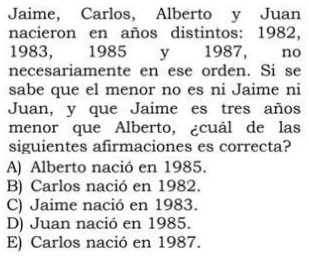 Jaime, Carlos, Alberto y Juan
nacieron en años distintos: 1982,
1983, 1985 y 1987, no
necesariamente en ese orden. Si se
sabe que el menor no es ni Jaime ni
Juan, y que Jaime es tres años
menor que Alberto, ¿cuál de las
siguientes afirmaciones es correcta?
A) Alberto nació en 1985.
B) Carlos nació en 1982.
C) Jaime nació en 1983.
D) Juan nació en 1985.
E) Carlos nació en 1987.